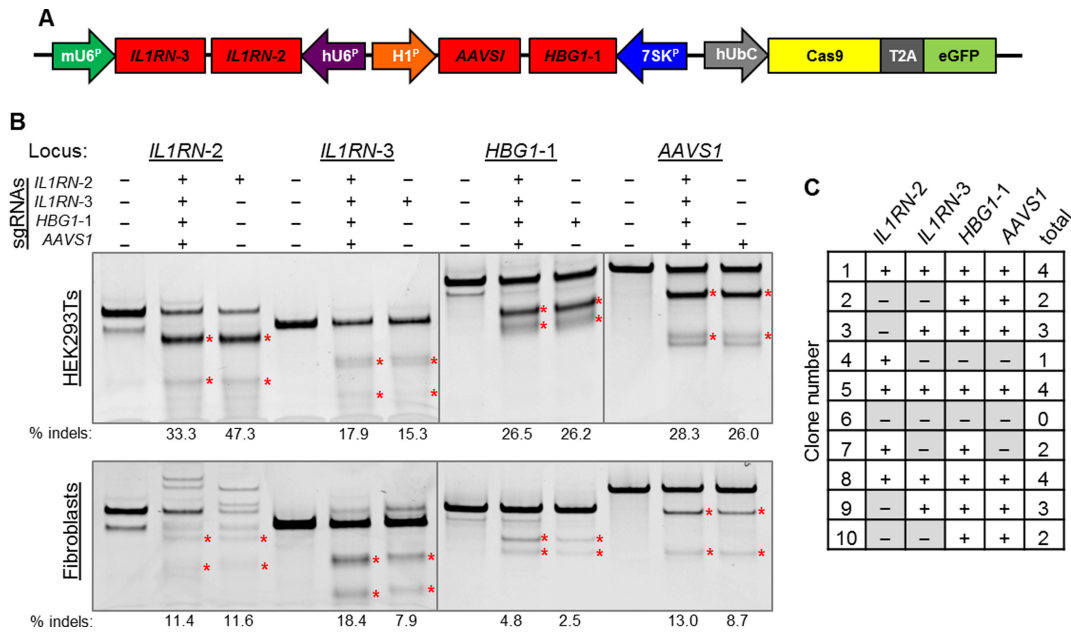 A
mU6ᴾ IL1RN-3 IL1RN-2 hU6ᴾ H1ᴾ AAVSI HBG1-1 7SKᴾ hUbC Cas9 T2A eGFP
B
Locus: IL1RN-2 IL1RN-3 HBG1-1 AAVS1
sgRNAs
IL1RN-2 – + + – + – – + – – + –
IL1RN-3 – + – – + + – + – – + –
HBG1-1 – + – – + – – + + – + –
AAVS1 – + – – + – – + – – + +
HEK293Ts
* * * * * * * * * * * * * * * *
% indels: 33.3 47.3 17.9 15.3 26.5 26.2 28.3 26.0
Fibroblasts
* * * * * * * * * * * * * * * *
% indels: 11.4 11.6 18.4 7.9 4.8 2.5 13.0 8.7
C
IL1RN-2 IL1RN-3 HBG1-1 AAVS1 total
Clone number
1 + + + + 4
2 – – + + 2
3 – + + + 3
4 + – – – 1
5 + + + + 4
6 – – – – 0
7 + – + – 2
8 + + + + 4
9 – + + + 3
10 – – + + 2